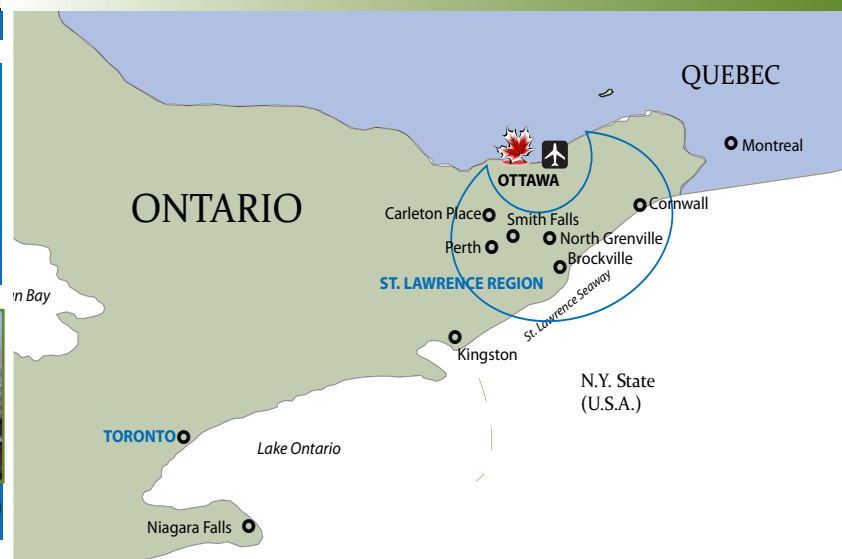 QUEBEC
Montreal
OTTAWA
ONTARIO
Carleton Place
Cornwall
Smith Falls
North Grenville
Perth
Brockville
ST. LAWRENCE REGION
n Bay
St. Lawrence Seaway
Kingston
N.Y. State
(U.S.A.)
TORONTO
Lake Ontario
Niagara Falls